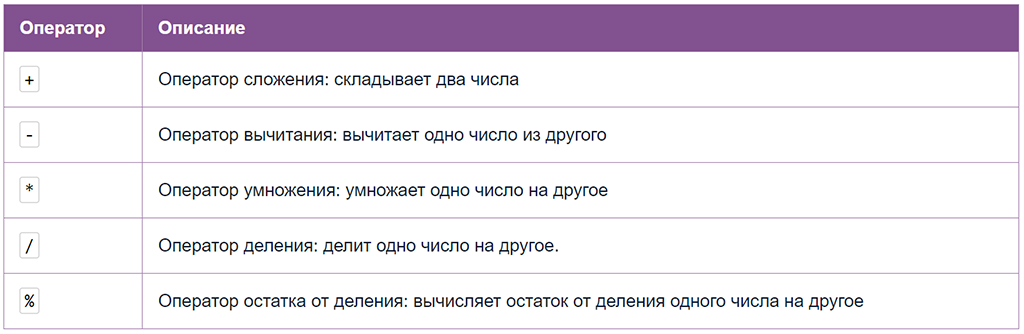 Оператор Описание
+ Оператор сложения: складывает два числа
- Оператор вычитания: вычитает одно число из другого
* Оператор умножения: умножает одно число на другое
/ Оператор деления: делит одно число на другое.
% Оператор остатка от деления: вычисляет остаток от деления одного числа на другое